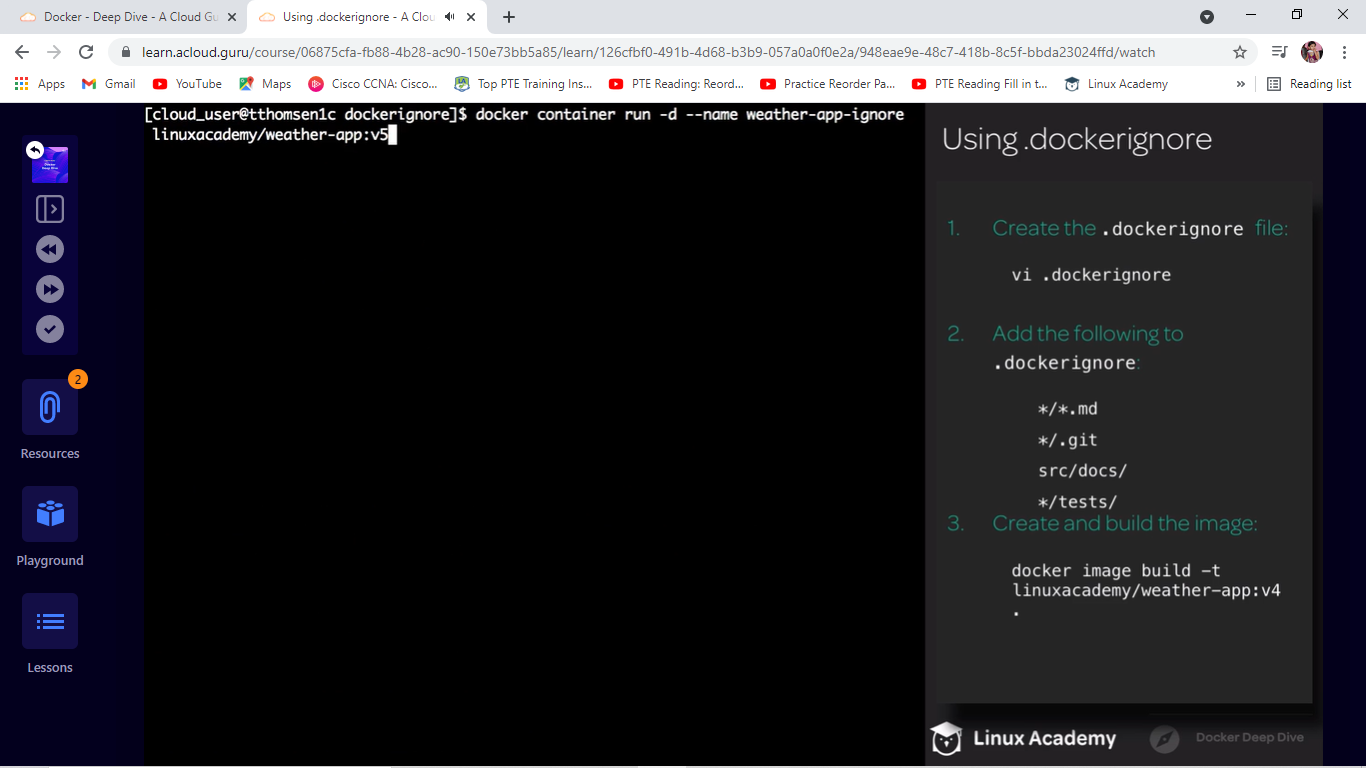 Docker - Deep Dive - A Cloud Gu
Using .dockerignore - A Clou
learn.acloud.guru/course/06875cfa-fb88-4b28-ac90-150e73bb5a85/learn/126cfbf0-491b-4d68-b3b9-057a0a0f0e2a/948eae9e-48c7-418b-8c5f-bbda23024ffd/watch
Apps
Gmail
YouTube
Maps
Cisco CCNA: Cisco...
Top PTE Training Ins...
PTE Reading: Reord...
Practice Reorder Pa...
PTE Reading Fill in t...
Linux Academy
»
Reading list
[cloud_user@tthomsen1c dockerignore]$ docker container run -d --name weather-app-ignore
linuxacademy/weather-app:v5
2
Resources
Playground
Lessons
Using .dockerignore
1. Create the .dockerignore file:
vi .dockerignore
2. Add the following to
.dockerignore:
*/*.md
*/.git
src/docs/
*/tests/
3. Create and build the image:
docker image build -t
linuxacademy/weather-app:v4
.
Linux Academy
Docker Deep Dive